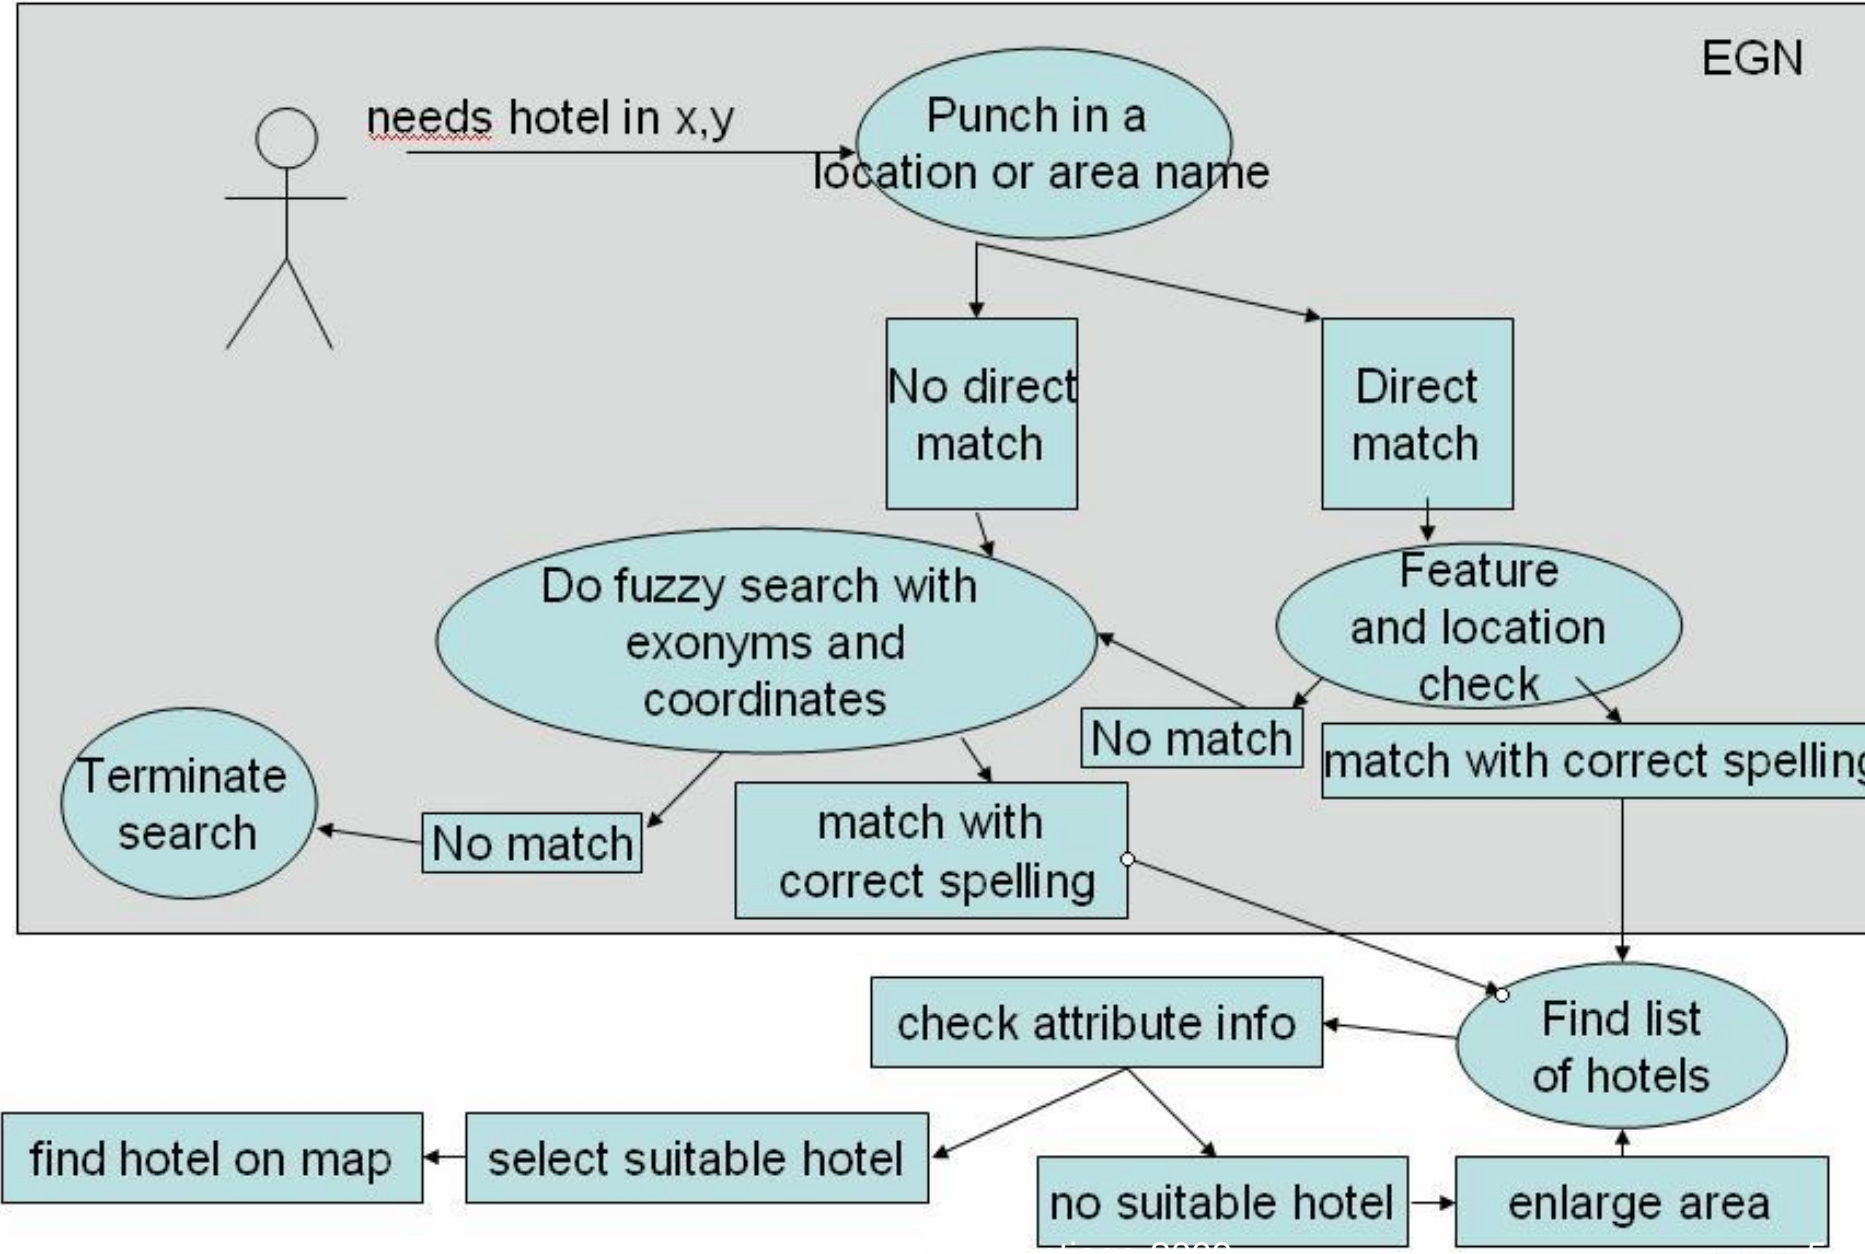 EGN
needs hotel in x,y
Punch in a
location or area name
No direct
match
Direct
match
Do fuzzy search with
exonyms and
coordinates
Feature
and location
check
No match
match with correct spelling
Terminate
search
No match
match with
correct spelling
Find list
of hotels
check attribute info
find hotel on map
select suitable hotel
no suitable hotel
enlarge area